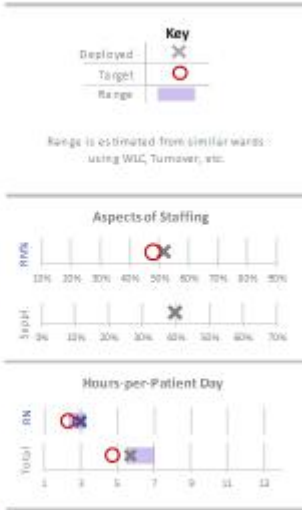 Key
Deployed
Target
Range
Range is estimated from similar wards
using WLC, Turnover, etc.
Aspects of Staffing
RN%
10% 20% 30% 40% 50% 60% 70% 80% 90%
Suppl.
0% 10% 20% 30% 40% 50% 60% 70%
Hours-per-Patient Day
RN
Total
1 3 5 7 9 11 13